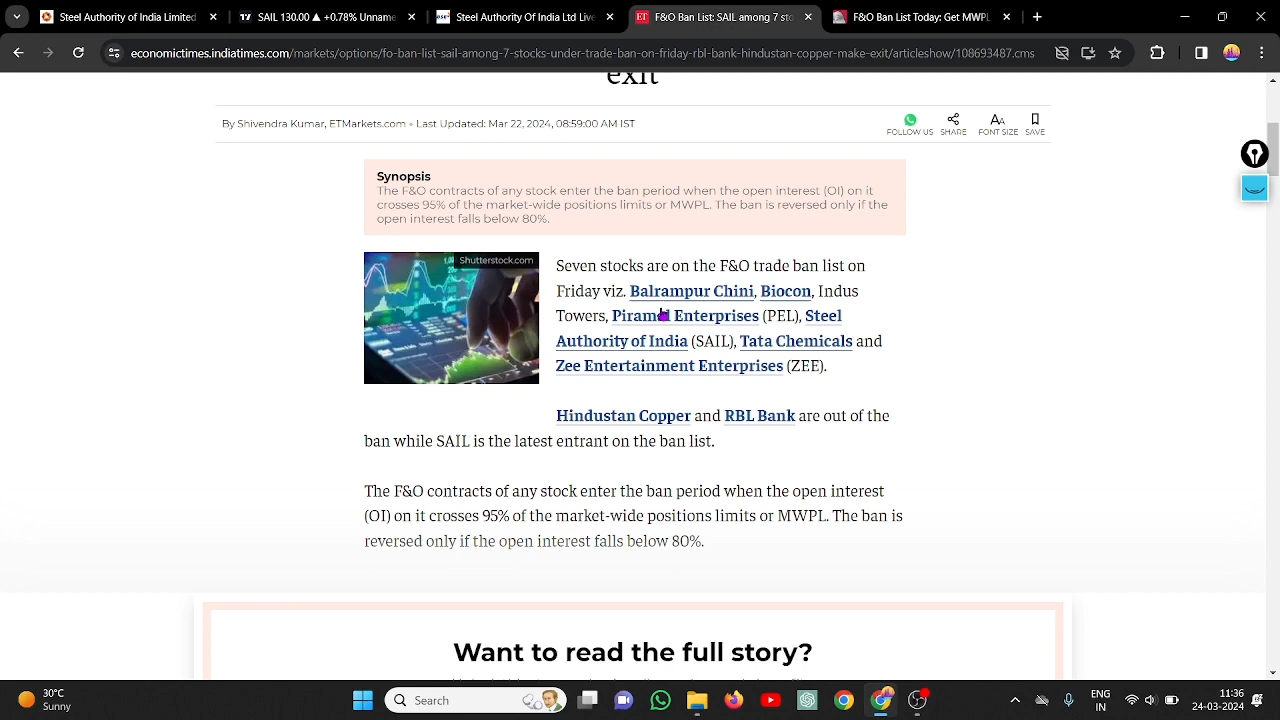 Steel Authority of India Limited
SAIL 130.00 ▲ +0.78% Unname
Steel Authority Of India Ltd Live
F&O Ban List SAIL among 7 sto
F&O Ban List Today: Get MWPL
economictimes.indiatimes.com/markets/options/fo-ban-list-sail-among-7-stocks-under-trade-ban-on-friday-rbl-bank-hindustan-copper-make-exit/articleshow/108693487.cms
exit
By Shivendra Kumar, ETMarkets.com • Last Updated: Mar 22, 2024, 08:59:00 AM IST
FOLLOW US SHARE FONT SIZE SAVE
Synopsis
The F&O contracts of any stock enter the ban period when the open interest (OI) on it
crosses 95% of the market-wide positions limits or MWPL. The ban is reversed only if the
open interest falls below 80%.
Shutterstock.com
Seven stocks are on the F&O trade ban list on
Friday viz. Balrampur Chini, Biocon, Indus
Towers, Piramal Enterprises (PEL), Steel
Authority of India (SAIL), Tata Chemicals and
Zee Entertainment Enterprises (ZEE).
Hindustan Copper and RBL Bank are out of the
ban while SAIL is the latest entrant on the ban list.
The F&O contracts of any stock enter the ban period when the open interest
(OI) on it crosses 95% of the market-wide positions limits or MWPL. The ban is
reversed only if the open interest falls below 80%.
Want to read the full story?
30°C
Sunny
Search
ENG
IN
11:36
24-03-2024